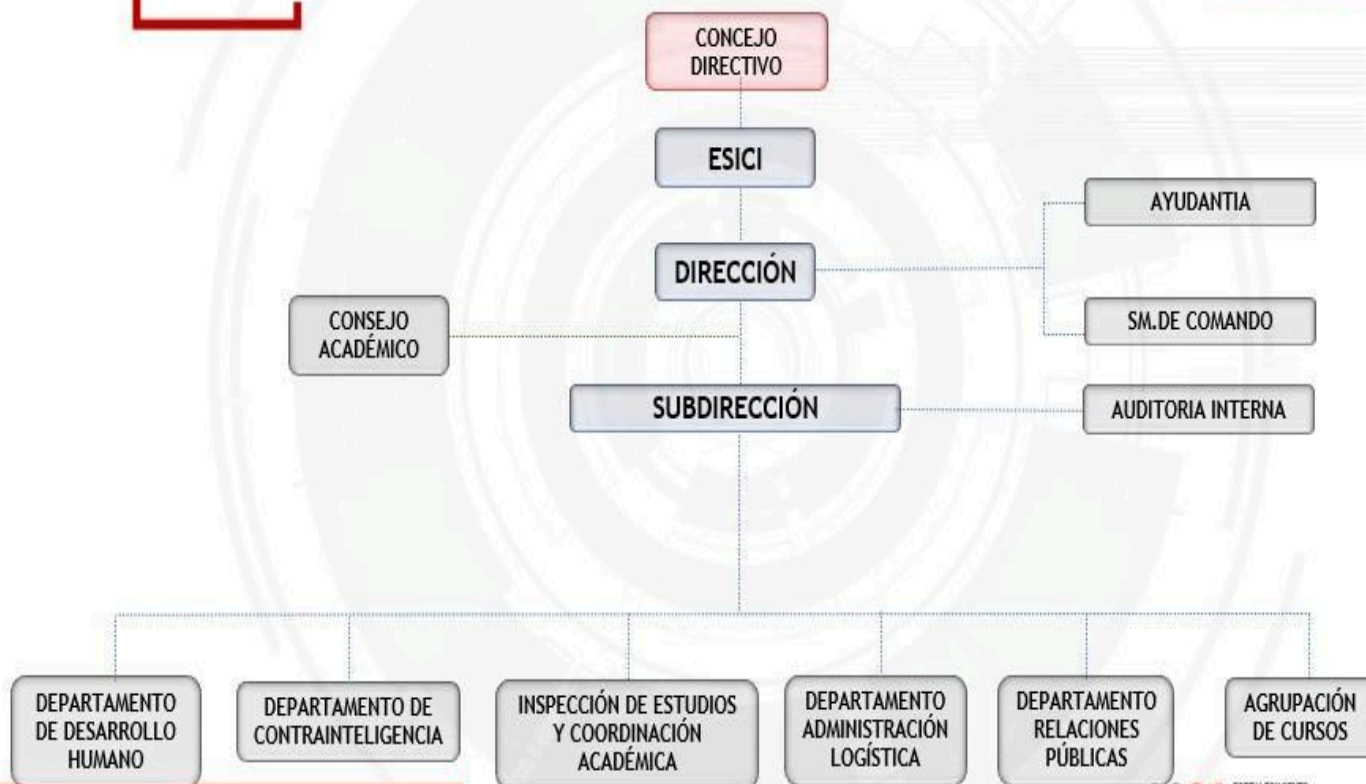 CONCEJO
DIRECTIVO
ESICI
AYUDANTIA
DIRECCIÓN
CONSEJO
ACADÉMICO
SM.DE COMANDO
SUBDIRECCIÓN
AUDITORIA INTERNA
DEPARTAMENTO
DE DESARROLLO
HUMANO
DEPARTAMENTO DE
CONTRAINTELIGENCIA
INSPECCIÓN DE ESTUDIOS
Y COORDINACIÓN
ACADÉMICA
DEPARTAMENTO
ADMINISTRACIÓN
LOGÍSTICA
DEPARTAMENTO
RELACIONES
PÚBLICAS
AGRUPACIÓN
DE CURSOS